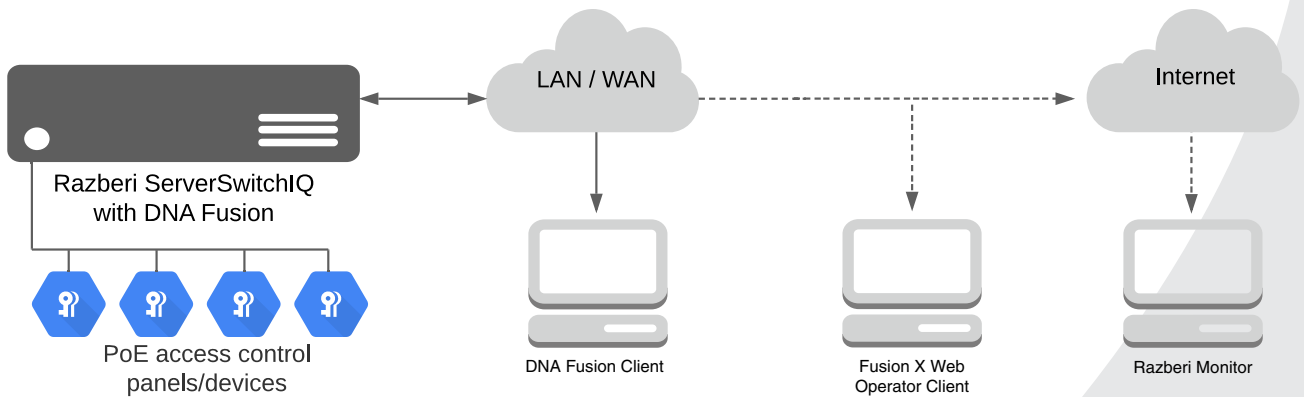 LAN / WAN
Internet
Razberi ServerSwitchIQ
with DNA Fusion
PoE access control
panels/devices
DNA Fusion Client
Fusion X Web
Operator Client
Razberi Monitor